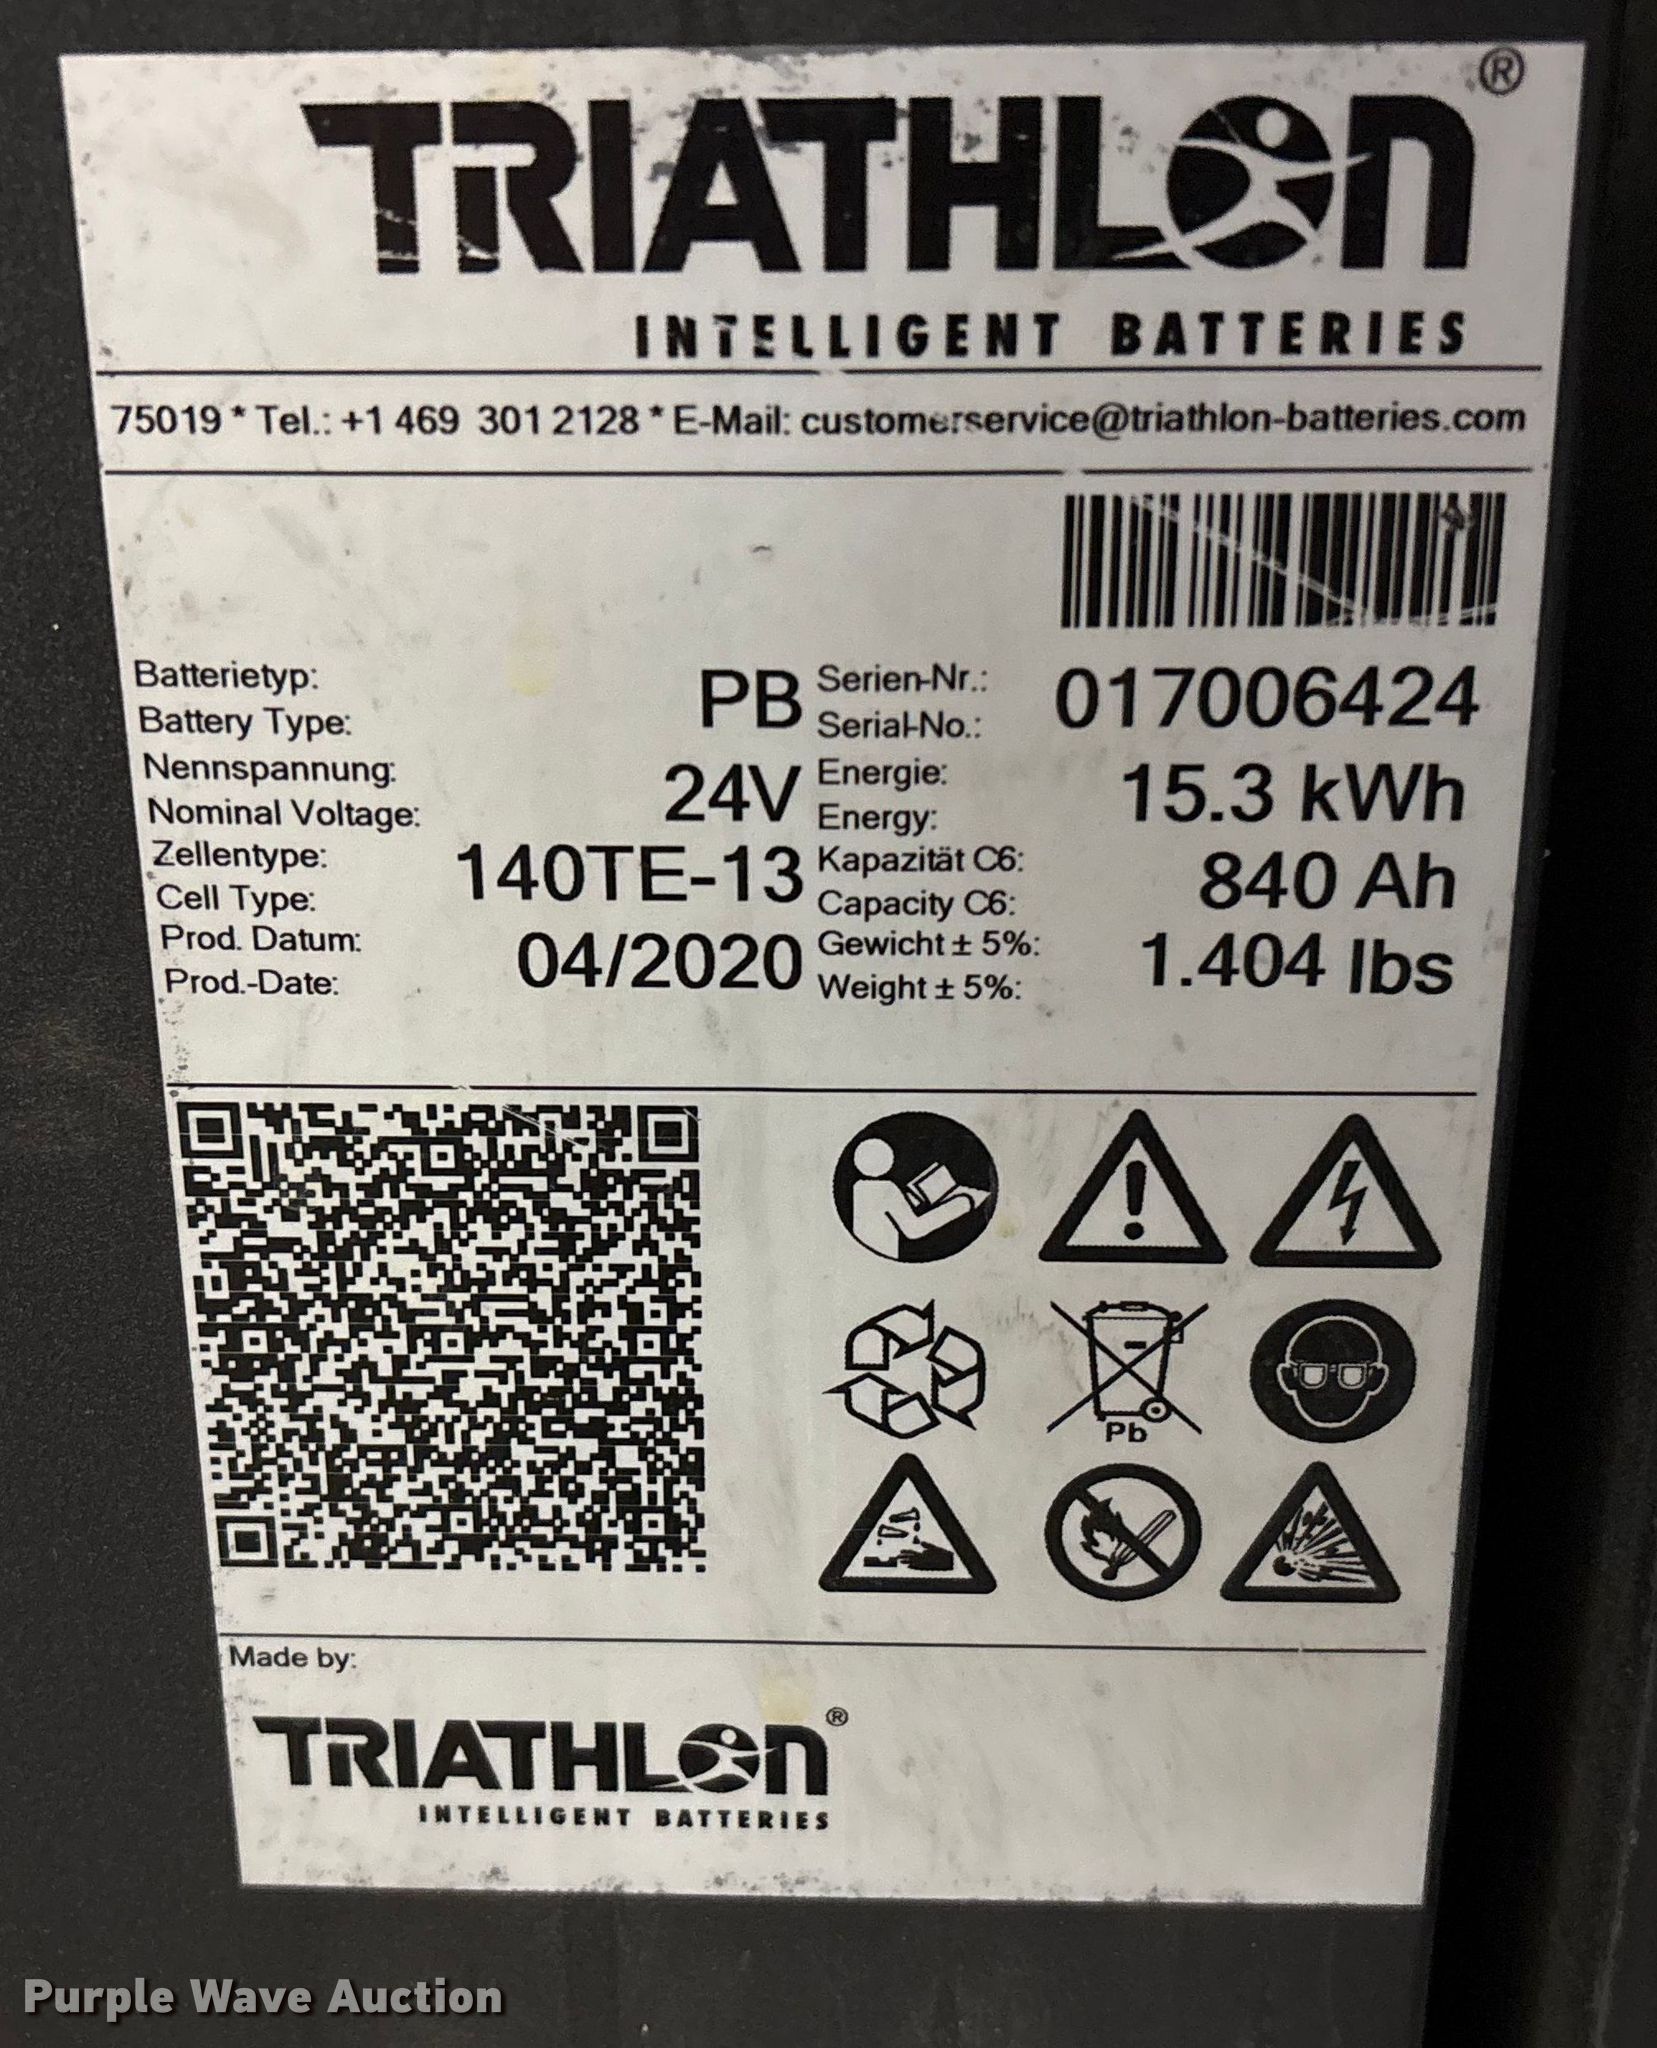 TRIATHLON®
INTELLIGENT BATTERIES
75019 * Tel.: +1 469 301 2128 * E-Mail: customerservice@triathlon-batteries.com
Batterietyp:
Battery Type:
PB
Serien-Nr.:
Serial-No.:
017006424
Nennspannung:
Nominal Voltage:
24V
Energie:
Energy:
15.3 kWh
Zellentype:
Cell Type:
140TE-13
Kapazität C6:
Capacity C6:
840 Ah
Prod. Datum:
Prod.-Date:
04/2020
Gewicht ± 5%:
Weight ± 5%:
1.404 lbs
Pb
Made by:
TRIATHLON®
INTELLIGENT BATTERIES
Purple Wave Auction